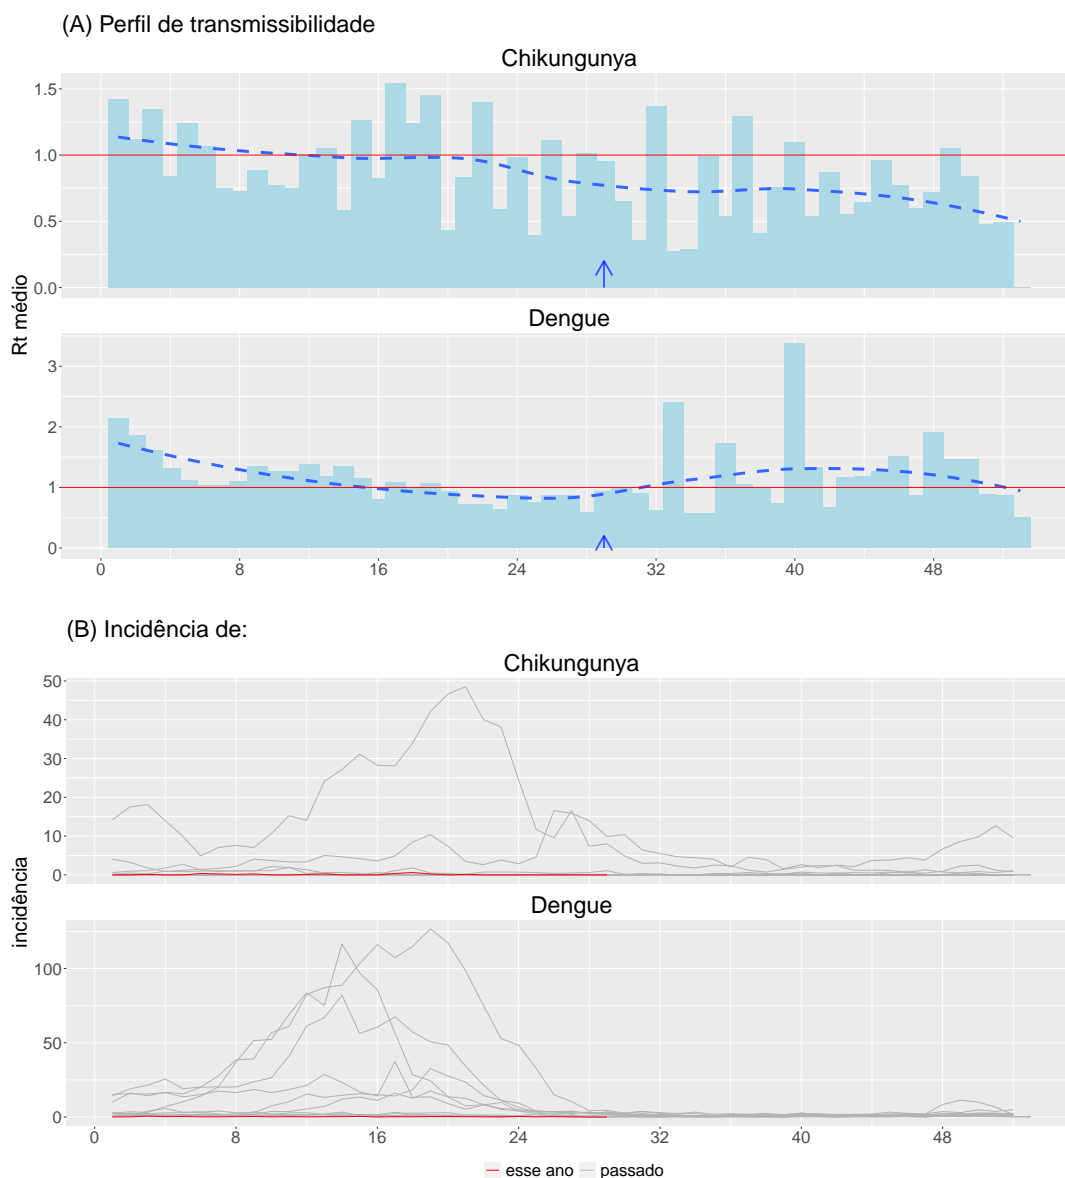 (A) Perfil de transmissibilidade
Chikungunya
1.5
1.0
0.5
0.0
Rt médio
Dengue
3
2
1
0
0 8 16 24 32 40 48
(B) Incidência de:
Chikungunya
50
40
30
20
10
0
incidência
Dengue
100
50
0
0 8 16 24 32 40 48
esse ano passado